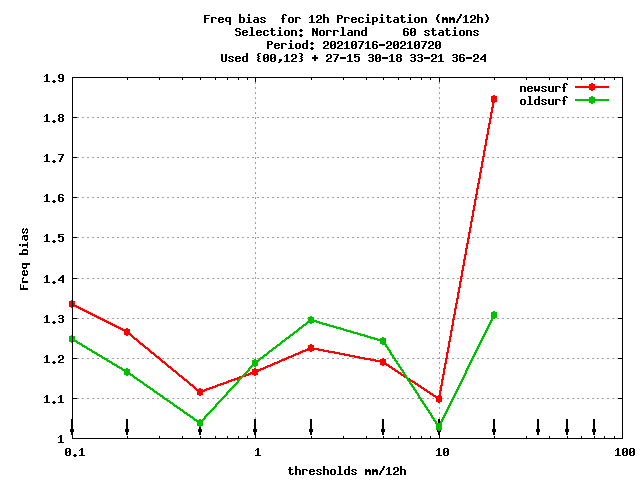 Freq bias  for 12h Precipitation (mm/12h)
Selection: Norrland     60 stations
Period: 20210716-20210720
Used {00,12} + 27-15 30-18 33-21 36-24
newsurf
oldsurf
1.9
1.8
1.7
1.6
1.5
1.4
1.3
1.2
1.1
1
Freq bias
0.1 1 10 100
thresholds mm/12h